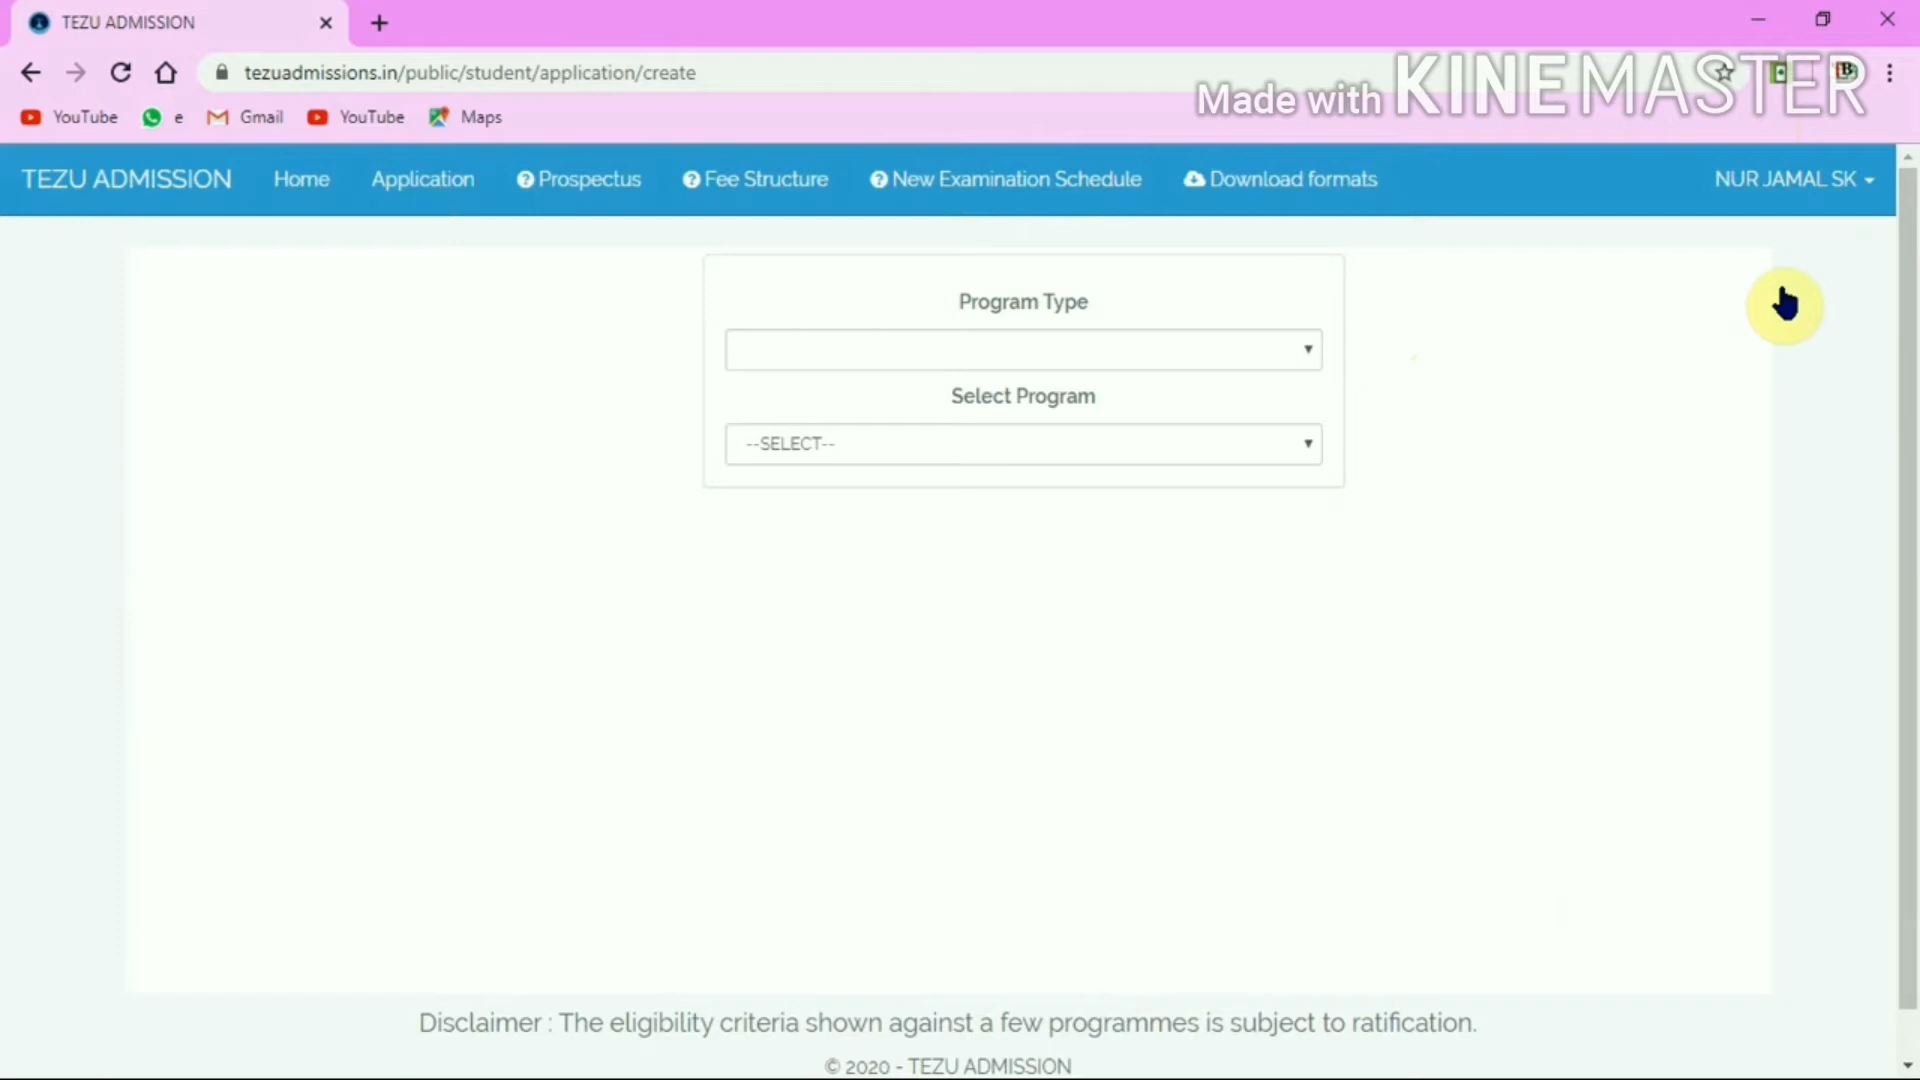 TEZU ADMISSION
tezuadmissions.in/public/student/application/create
Made with KINEMASTER
YouTube e Gmail YouTube Maps
TEZU ADMISSION Home Application Prospectus Fee Structure New Examination Schedule Download formats NUR JAMAL SK
Program Type
Select Program
--SELECT--
Disclaimer : The eligibility criteria shown against a few programmes is subject to ratification.
© 2020 - TEZU ADMISSION